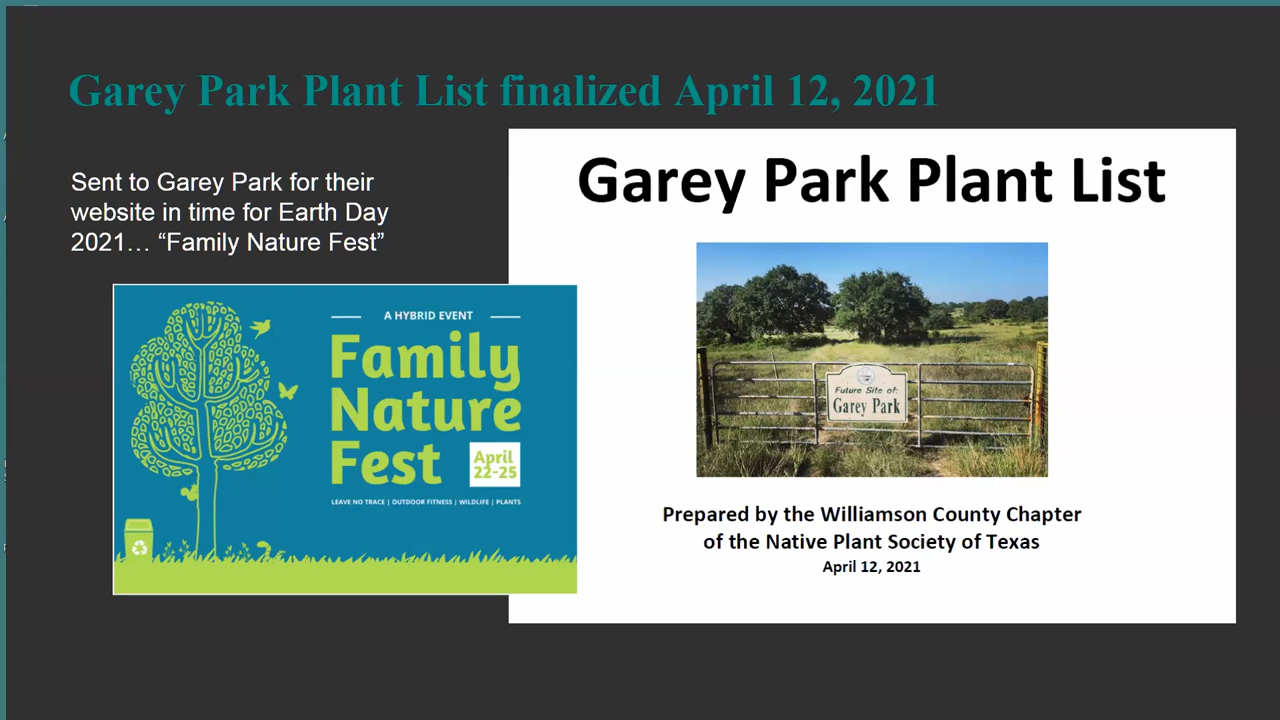 Garey Park Plant List finalized April 12, 2021
Sent to Garey Park for their
website in time for Earth Day
2021… “Family Nature Fest”
A HYBRID EVENT
Family
Nature
Fest
April
22-25
LEAVE NO TRACE | OUTDOOR FITNESS | WILDLIFE | PLANTS
Garey Park Plant List
Future Site of:
Garey Park
Prepared by the Williamson County Chapter
of the Native Plant Society of Texas
April 12, 2021